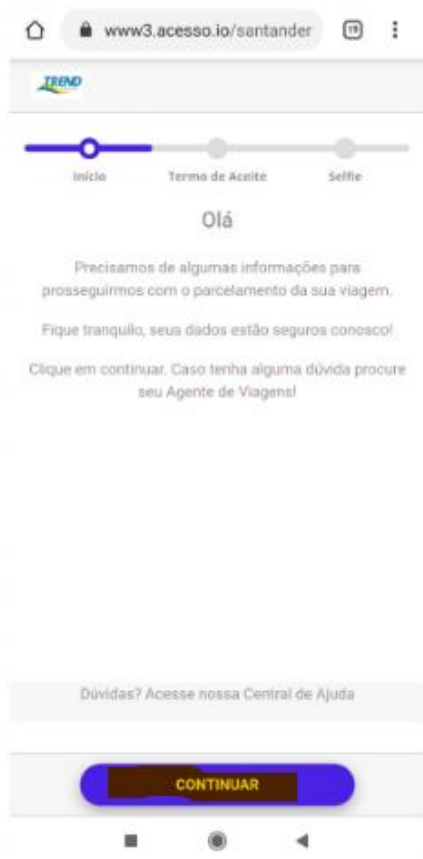 www3.acesso.io/santander
19
TREND
Início
Termo de Aceite
Selfie
Olá
Precisamos de algumas informações para
prosseguirmos com o parcelamento da sua viagem.
Fique tranquilo, seus dados estão seguros conosco!
Clique em continuar. Caso tenha alguma dúvida procure
seu Agente de Viagens!
Dúvidas? Acesse nossa Central de Ajuda
CONTINUAR